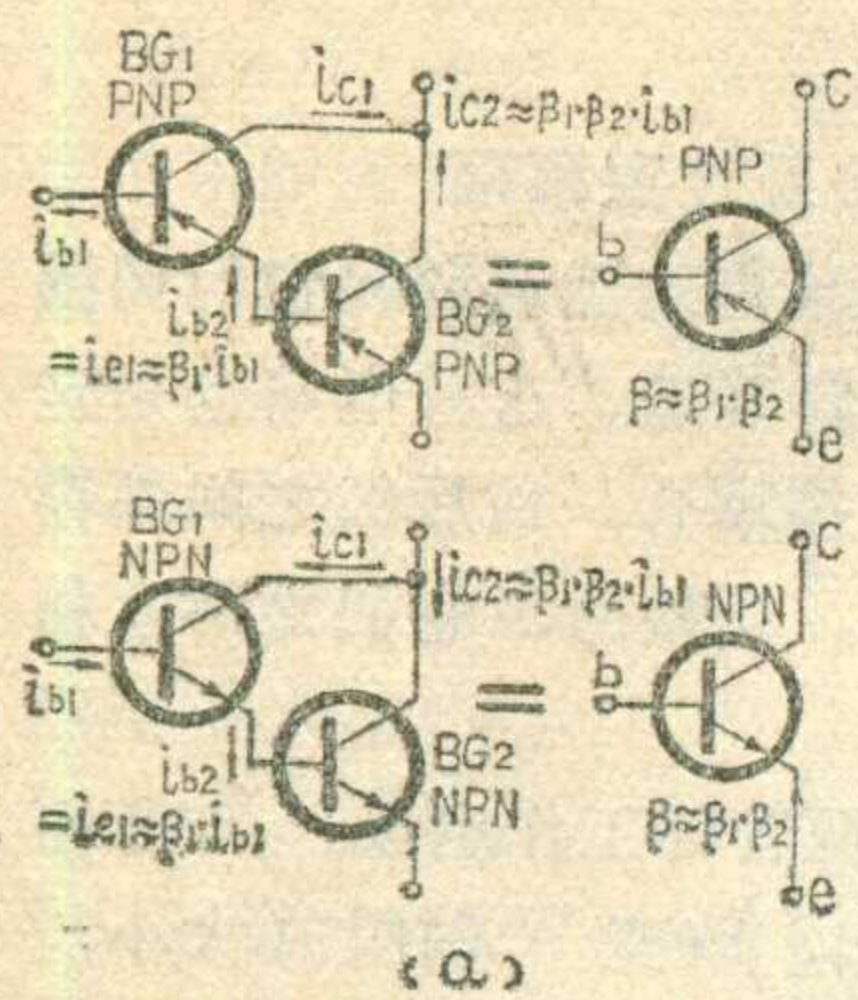 BG1
PNP
ic1
ic2≈β1·β2·ib1
C
PNP
ib1
b
ib2
=ie1≈β1·ib1
BG2
PNP
β≈β1·β2
e
BG1
NPN
ic1
ic2≈β1·β2·ib1
C
NPN
ib1
b
ib2
=ie1≈β1·ib1
BG2
NPN
β≈β1·β2
e
(a)